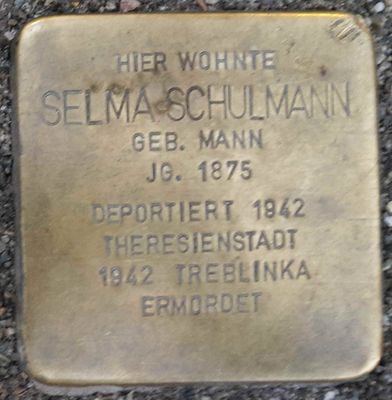 HIER WOHNTE
SELMA SCHULMANN
GEB. MANN
JG. 1875
DEPORTIERT 1942
THERESIENSTADT
1942 TREBLINKA
ERMORDET